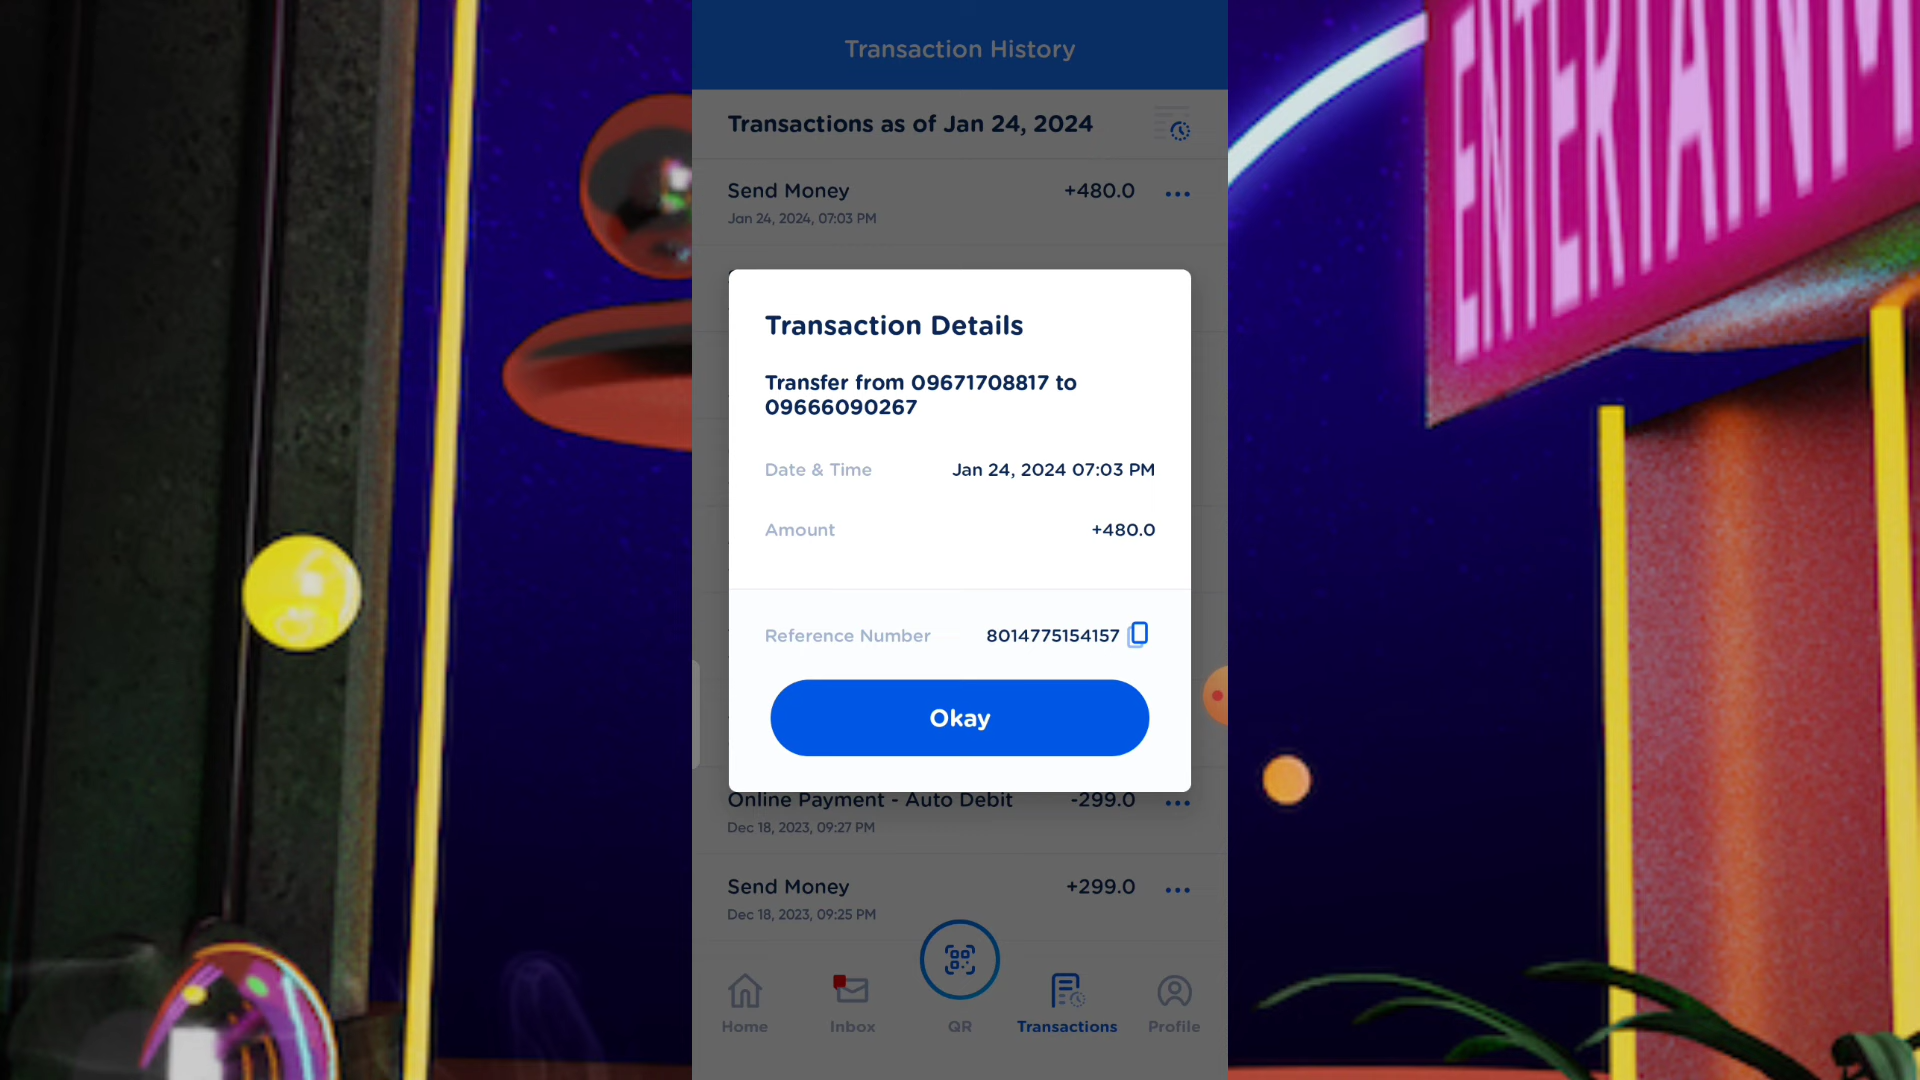 ENTERTAINM
Transaction History
Transactions as of Jan 24, 2024
Send Money +480.0
Jan 24, 2024, 07:03 PM
Transaction Details
Transfer from 09671708817 to
09666090267
Date & Time Jan 24, 2024 07:03 PM
Amount +480.0
Reference Number 8014775154157
Okay
Online Payment - Auto Debit -299.0
Dec 18, 2023, 09:27 PM
Send Money +299.0
Dec 18, 2023, 09:25 PM
Home Inbox QR Transactions Profile